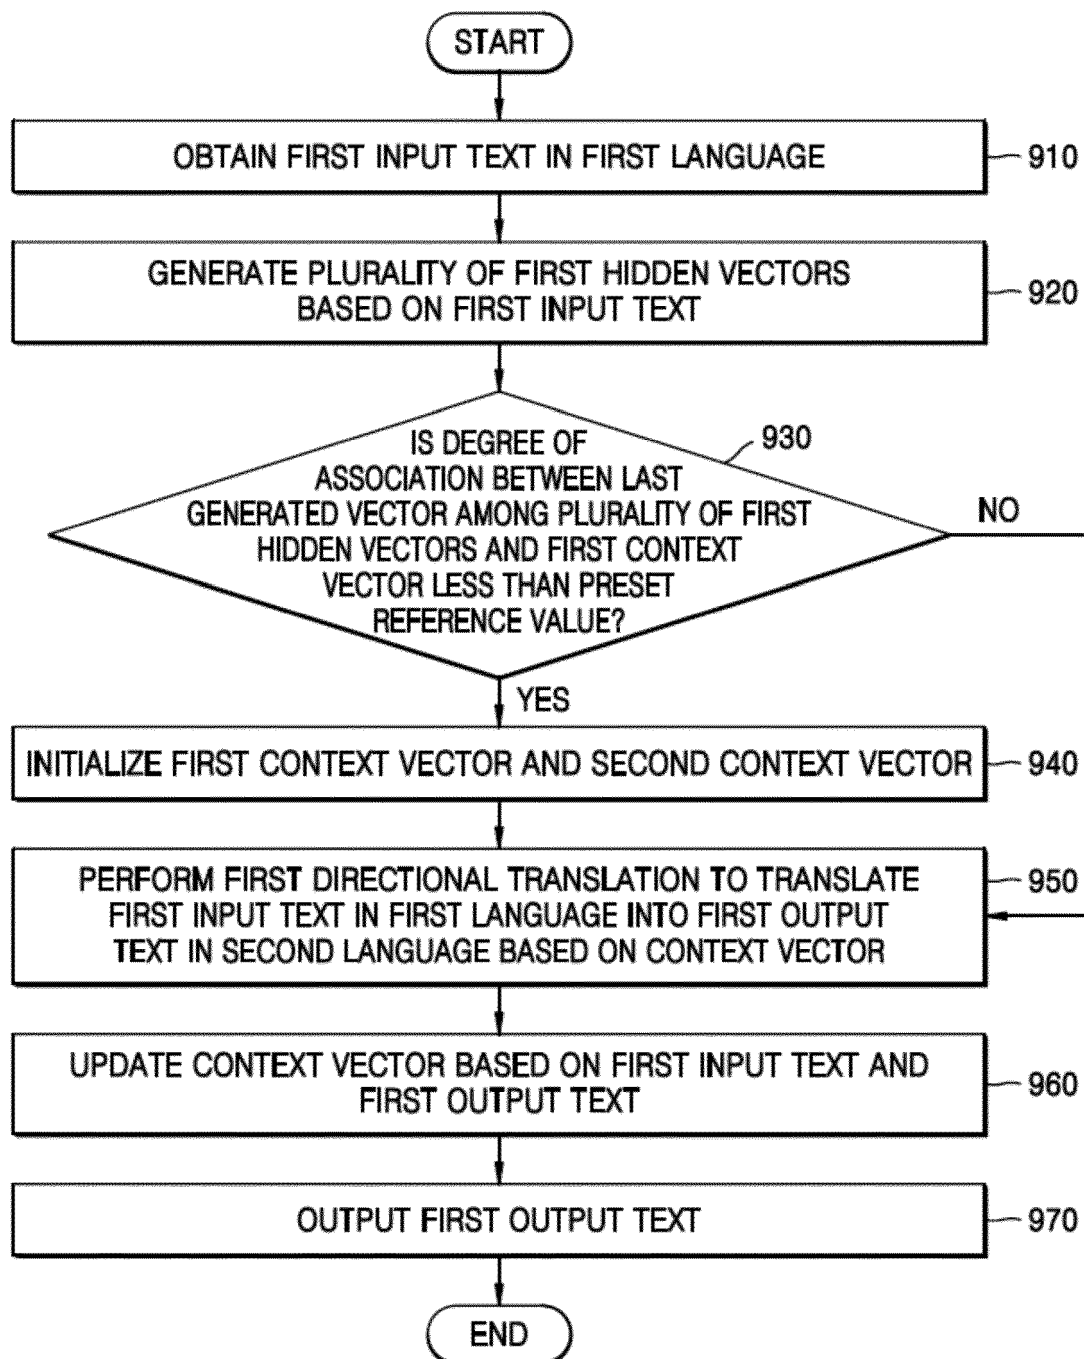 START
OBTAIN FIRST INPUT TEXT IN FIRST LANGUAGE
910
GENERATE PLURALITY OF FIRST HIDDEN VECTORS
BASED ON FIRST INPUT TEXT
920
IS DEGREE OF
ASSOCIATION BETWEEN LAST
GENERATED VECTOR AMONG PLURALITY OF FIRST
HIDDEN VECTORS AND FIRST CONTEXT
VECTOR LESS THAN PRESET
REFERENCE VALUE?
930
NO
YES
INITIALIZE FIRST CONTEXT VECTOR AND SECOND CONTEXT VECTOR
940
PERFORM FIRST DIRECTIONAL TRANSLATION TO TRANSLATE
FIRST INPUT TEXT IN FIRST LANGUAGE INTO FIRST OUTPUT
TEXT IN SECOND LANGUAGE BASED ON CONTEXT VECTOR
950
UPDATE CONTEXT VECTOR BASED ON FIRST INPUT TEXT AND
FIRST OUTPUT TEXT
960
OUTPUT FIRST OUTPUT TEXT
970
END